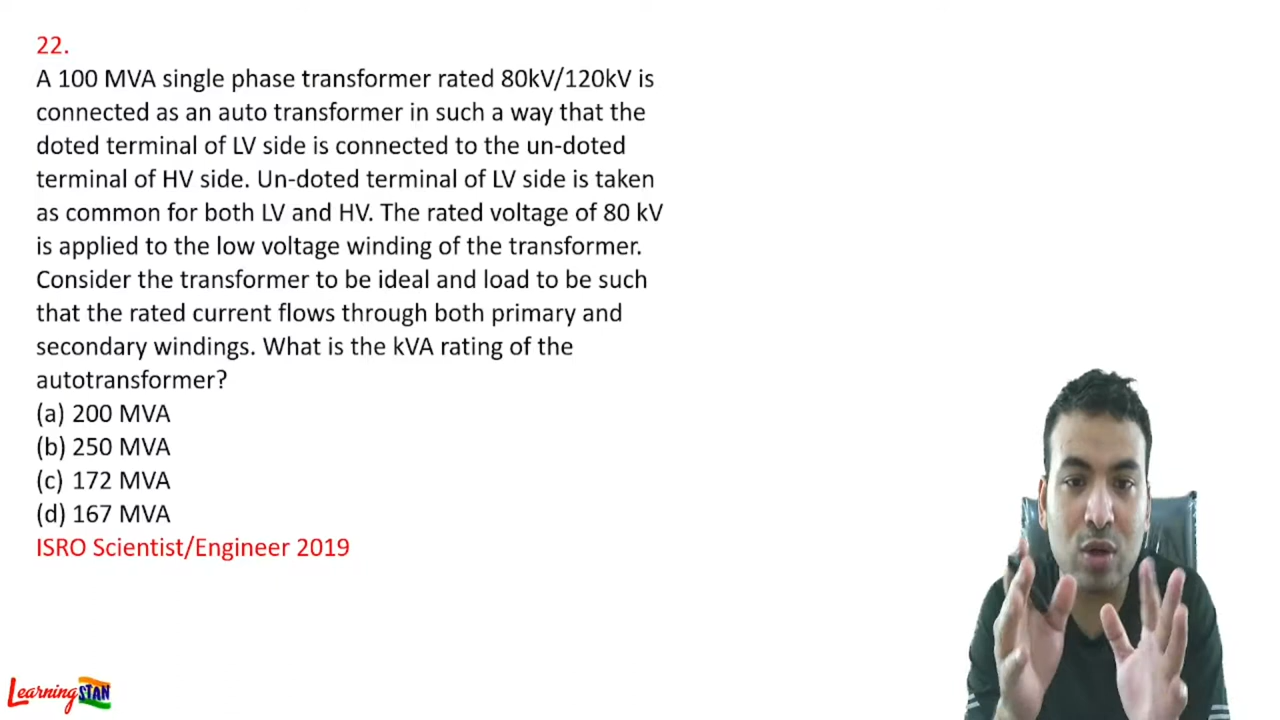 22.
A 100 MVA single phase transformer rated 80kV/120kV is
connected as an auto transformer in such a way that the
doted terminal of LV side is connected to the un-doted
terminal of HV side. Un-doted terminal of LV side is taken
as common for both LV and HV. The rated voltage of 80 kV
is applied to the low voltage winding of the transformer.
Consider the transformer to be ideal and load to be such
that the rated current flows through both primary and
secondary windings. What is the kVA rating of the
autotransformer?
(a) 200 MVA
(b) 250 MVA
(c) 172 MVA
(d) 167 MVA
ISRO Scientist/Engineer 2019
LearningSTAN